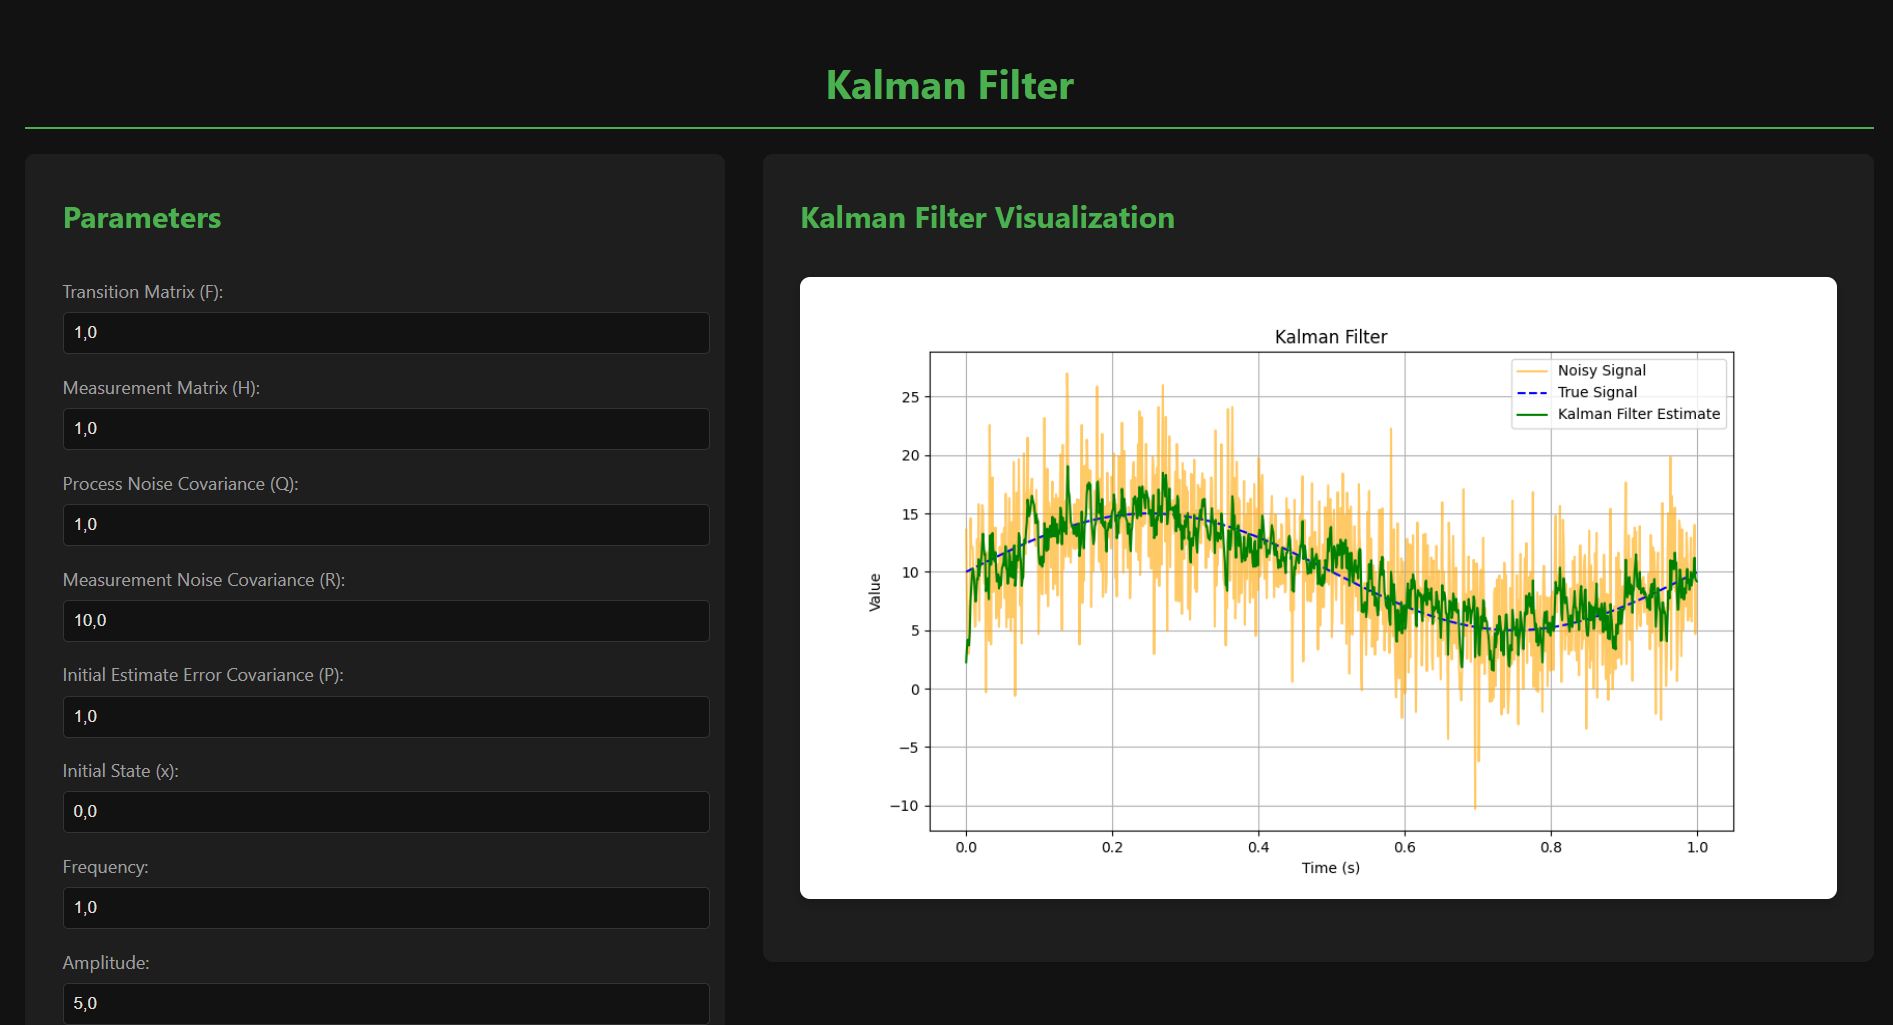 Kalman Filter
Parameters
Transition Matrix (F):
1,0
Measurement Matrix (H):
1,0
Process Noise Covariance (Q):
1,0
Measurement Noise Covariance (R):
10,0
Initial Estimate Error Covariance (P):
1,0
Initial State (x):
0,0
Frequency:
1,0
Amplitude:
5,0
Kalman Filter Visualization
Kalman Filter
Noisy Signal
True Signal
Kalman Filter Estimate
Value
25
20
15
10
5
0
−5
−10
0.0 0.2 0.4 0.6 0.8 1.0
Time (s)